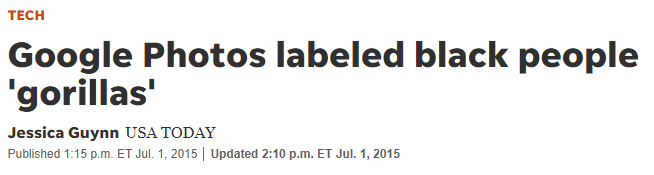 TECH
Google Photos labeled black people
'gorillas'
Jessica Guynn USA TODAY
Published 1:15 p.m. ET Jul. 1, 2015 | Updated 2:10 p.m. ET Jul. 1, 2015